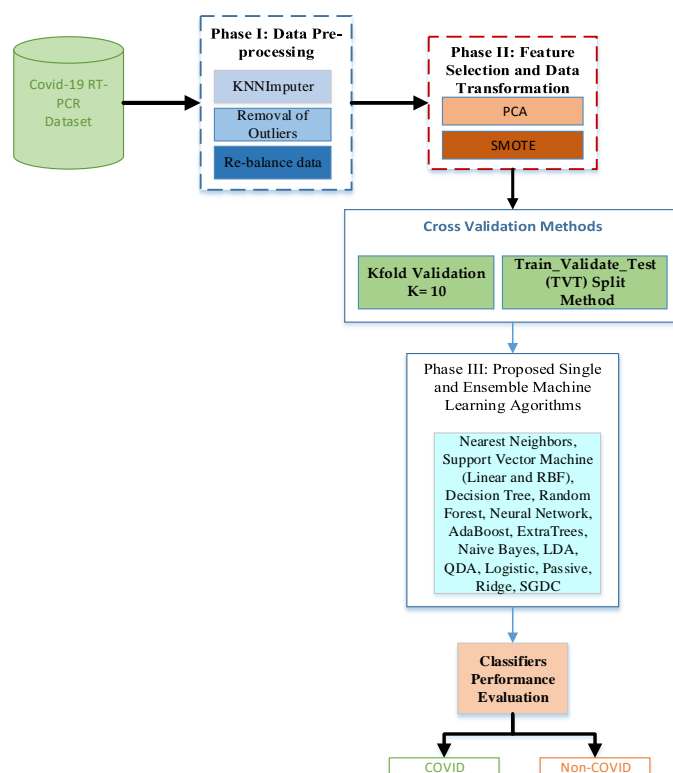 Covid-19 RT-
PCR
Dataset
Phase I: Data Pre-
processing
KNNImputer
Removal of
Outliers
Re-balance data
Phase II: Feature
Selection and Data
Transformation
PCA
SMOTE
Cross Validation Methods
Kfold Validation
K= 10
Train_Validate_Test
(TVT) Split
Method
Phase III: Proposed Single
and Ensemble Machine
Learning Agorithms
Nearest Neighbors,
Support Vector Machine
(Linear and RBF),
Decision Tree, Random
Forest, Neural Network,
AdaBoost, ExtraTrees,
Naive Bayes, LDA,
QDA, Logistic, Passive,
Ridge, SGDC
Classifiers
Performance
Evaluation
COVID
Non-COVID